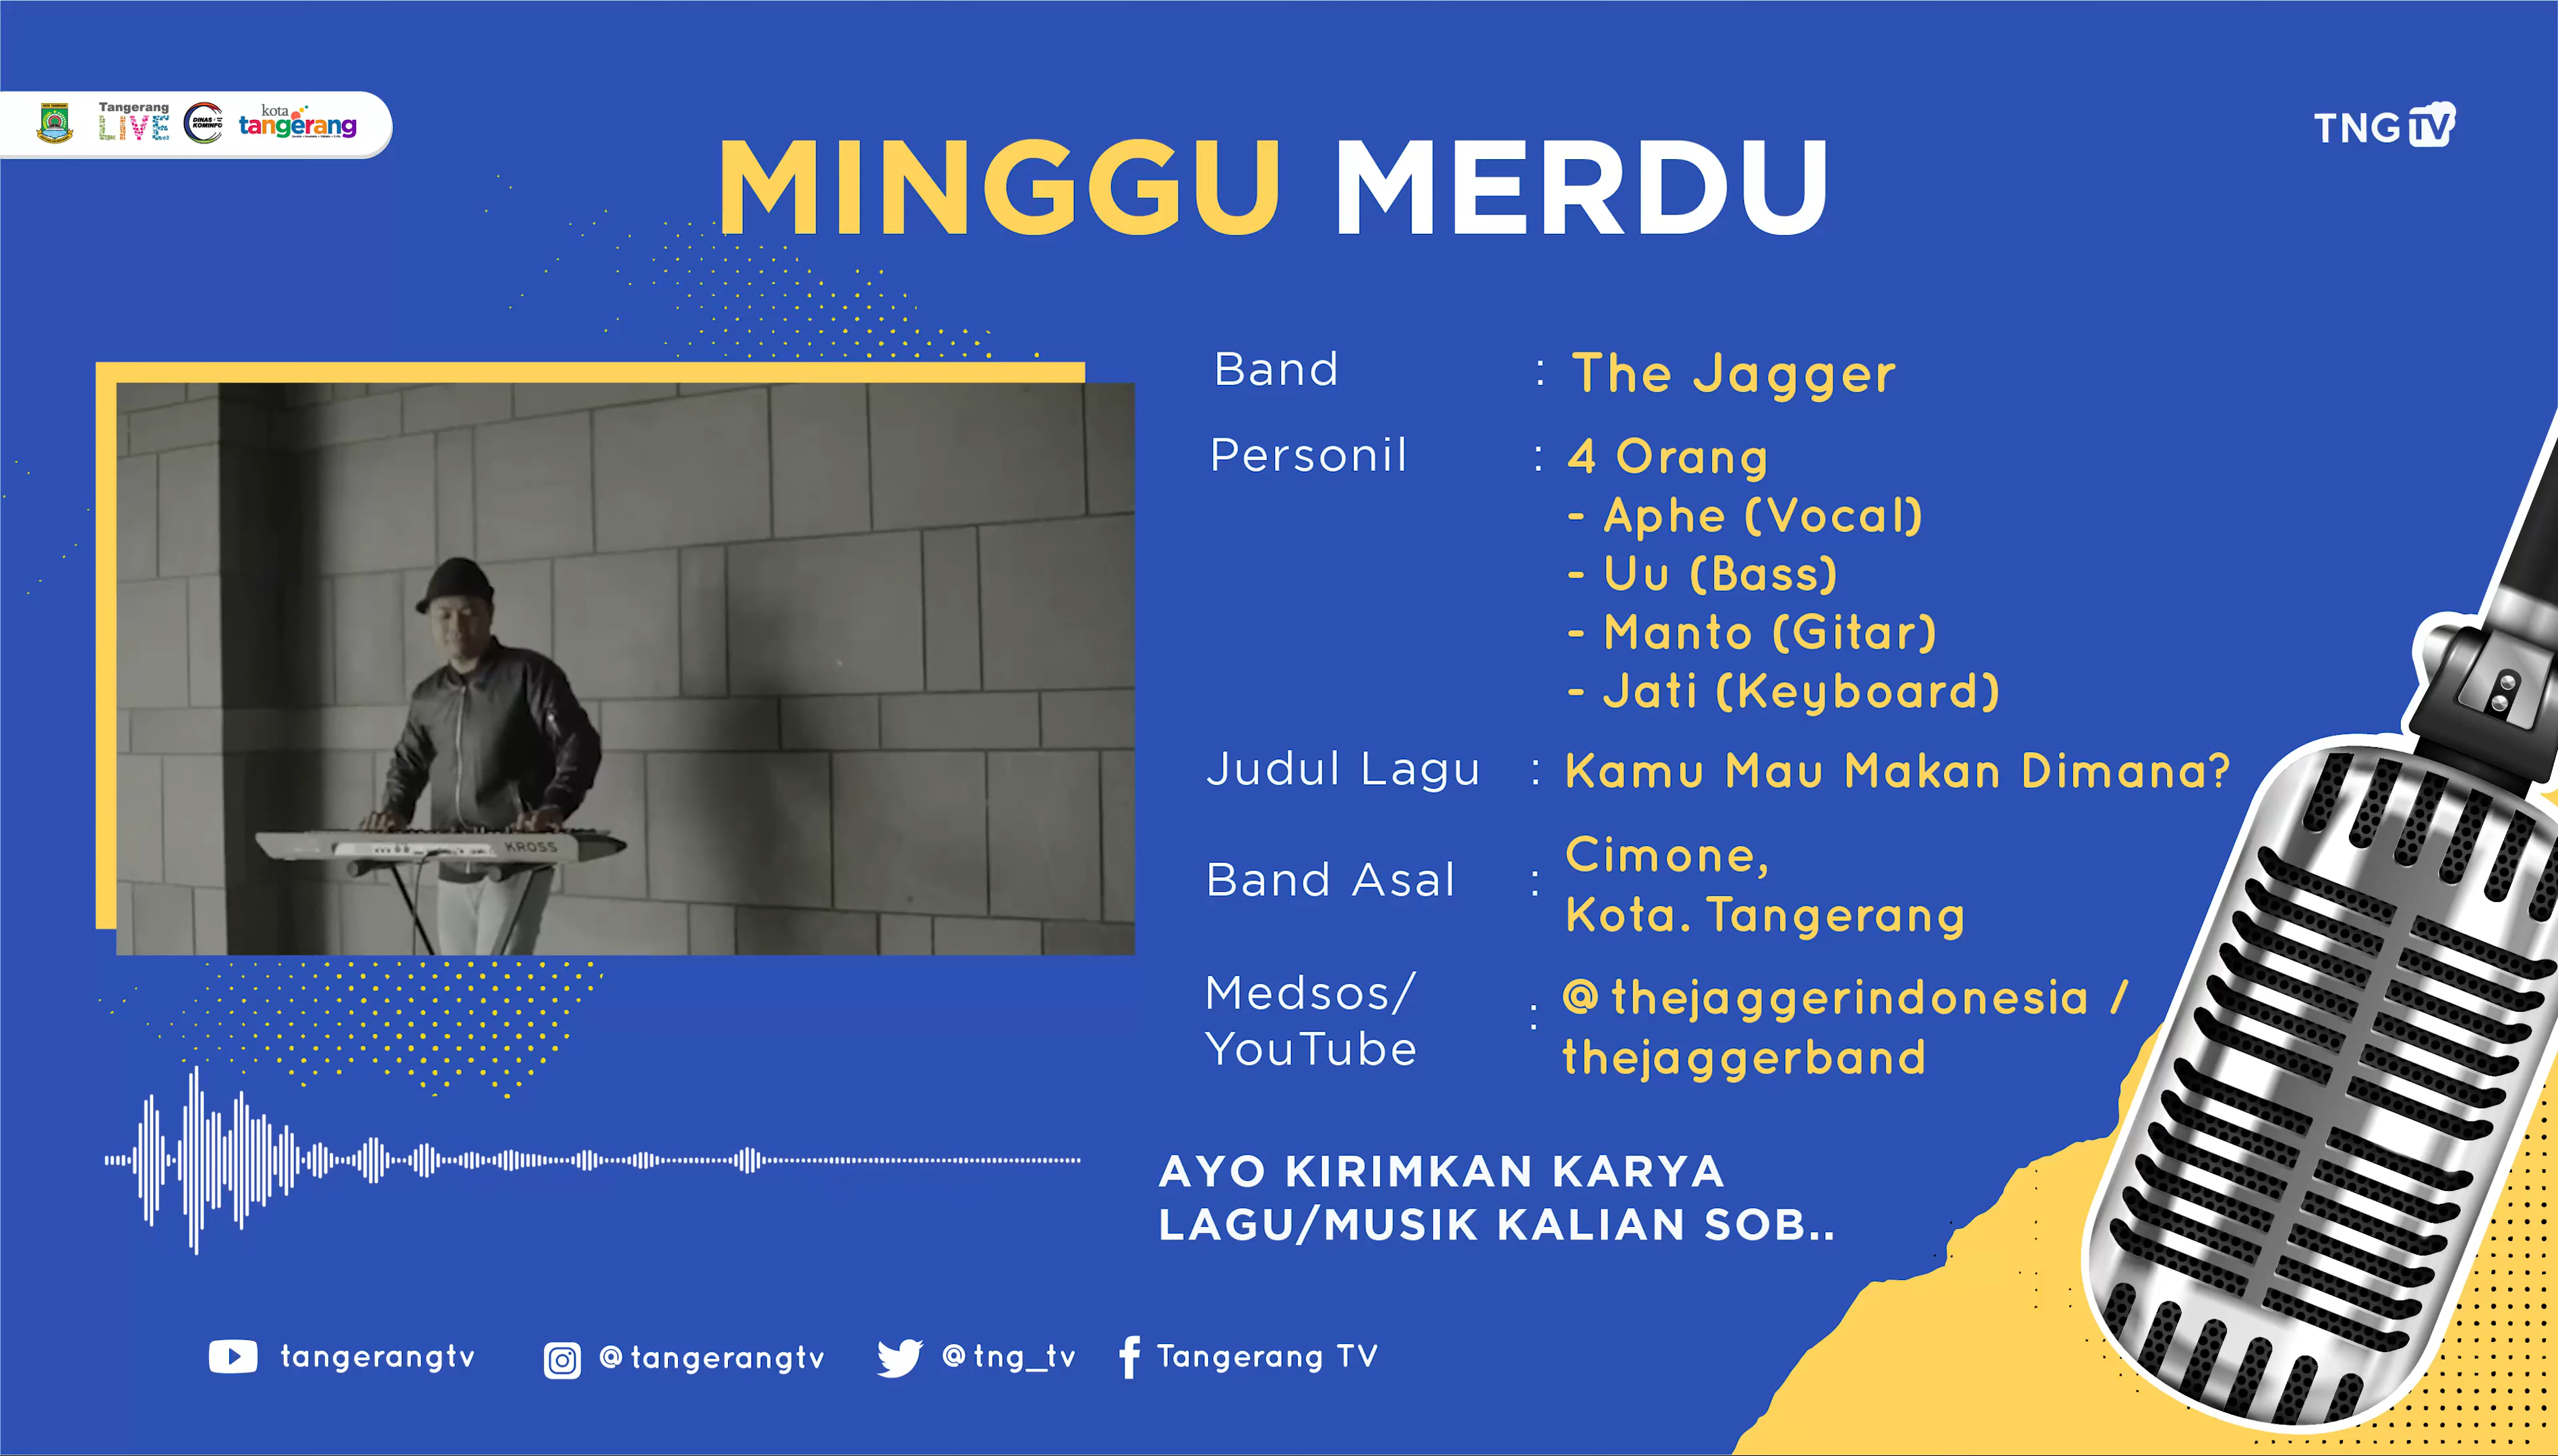 Tangerang
LIVE
DINAS
KOMINFO
kota
tangerang
TNG TV
MINGGU MERDU
Band : The Jagger
Personil : 4 Orang
- Aphe (Vocal)
- Uu (Bass)
- Manto (Gitar)
- Jati (Keyboard)
Judul Lagu : Kamu Mau Makan Dimana?
Band Asal : Cimone,
Kota. Tangerang
Medsos/
YouTube : @thejaggerindonesia /
thejaggerband
KROSS
AYO KIRIMKAN KARYA
LAGU/MUSIK KALIAN SOB..
tangerangtv @tangerangtv @tng_tv Tangerang TV